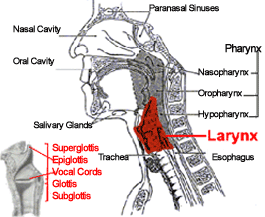 Paranasal Sinuses
Nasal Cavity
Pharynx
Oral Cavity
Nasopharynx
Oropharynx
Hypopharynx
Salivary Glands
Larynx
Trachea
Esophagus
Superglottis
Epiglottis
Vocal Cords
Glottis
Subglottis